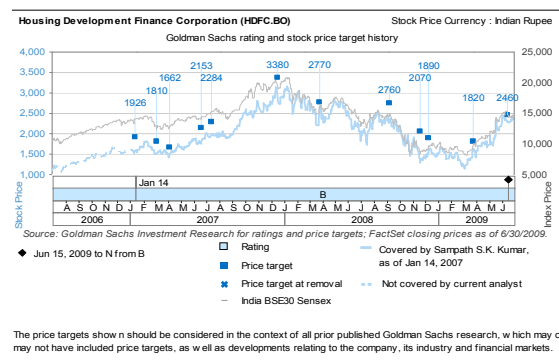 Housing Development Finance Corporation (HDFC.BO) Stock Price Currency : Indian Rupee
Goldman Sachs rating and stock price target history
4,000 25,000
3,500 20,000
3,000
2,500 15,000
2,000 10,000
1,500
1,000 5,000
1926 1810 1662 2153 2284 3380 2770 2760 2070 1890 1820 2460
Jan 14
B
A S O N D J F M A M J J A S O N D J F M A M J J A S O N D J F M A M J
2006 2007 2008 2009
Stock Price
Index Price
Source: Goldman Sachs Investment Research for ratings and price targets; FactSet closing prices as of 6/30/2009.
Jun 15, 2009 to N from B
Rating
Price target
Price target at removal
India BSE30 Sensex
Covered by Sampath S.K. Kumar,
as of Jan 14, 2007
Not covered by current analyst
The price targets show n should be considered in the context of all prior published Goldman Sachs research, w hich may
may not have included price targets, as w ell as developments relating to the company, its industry and financial markets.